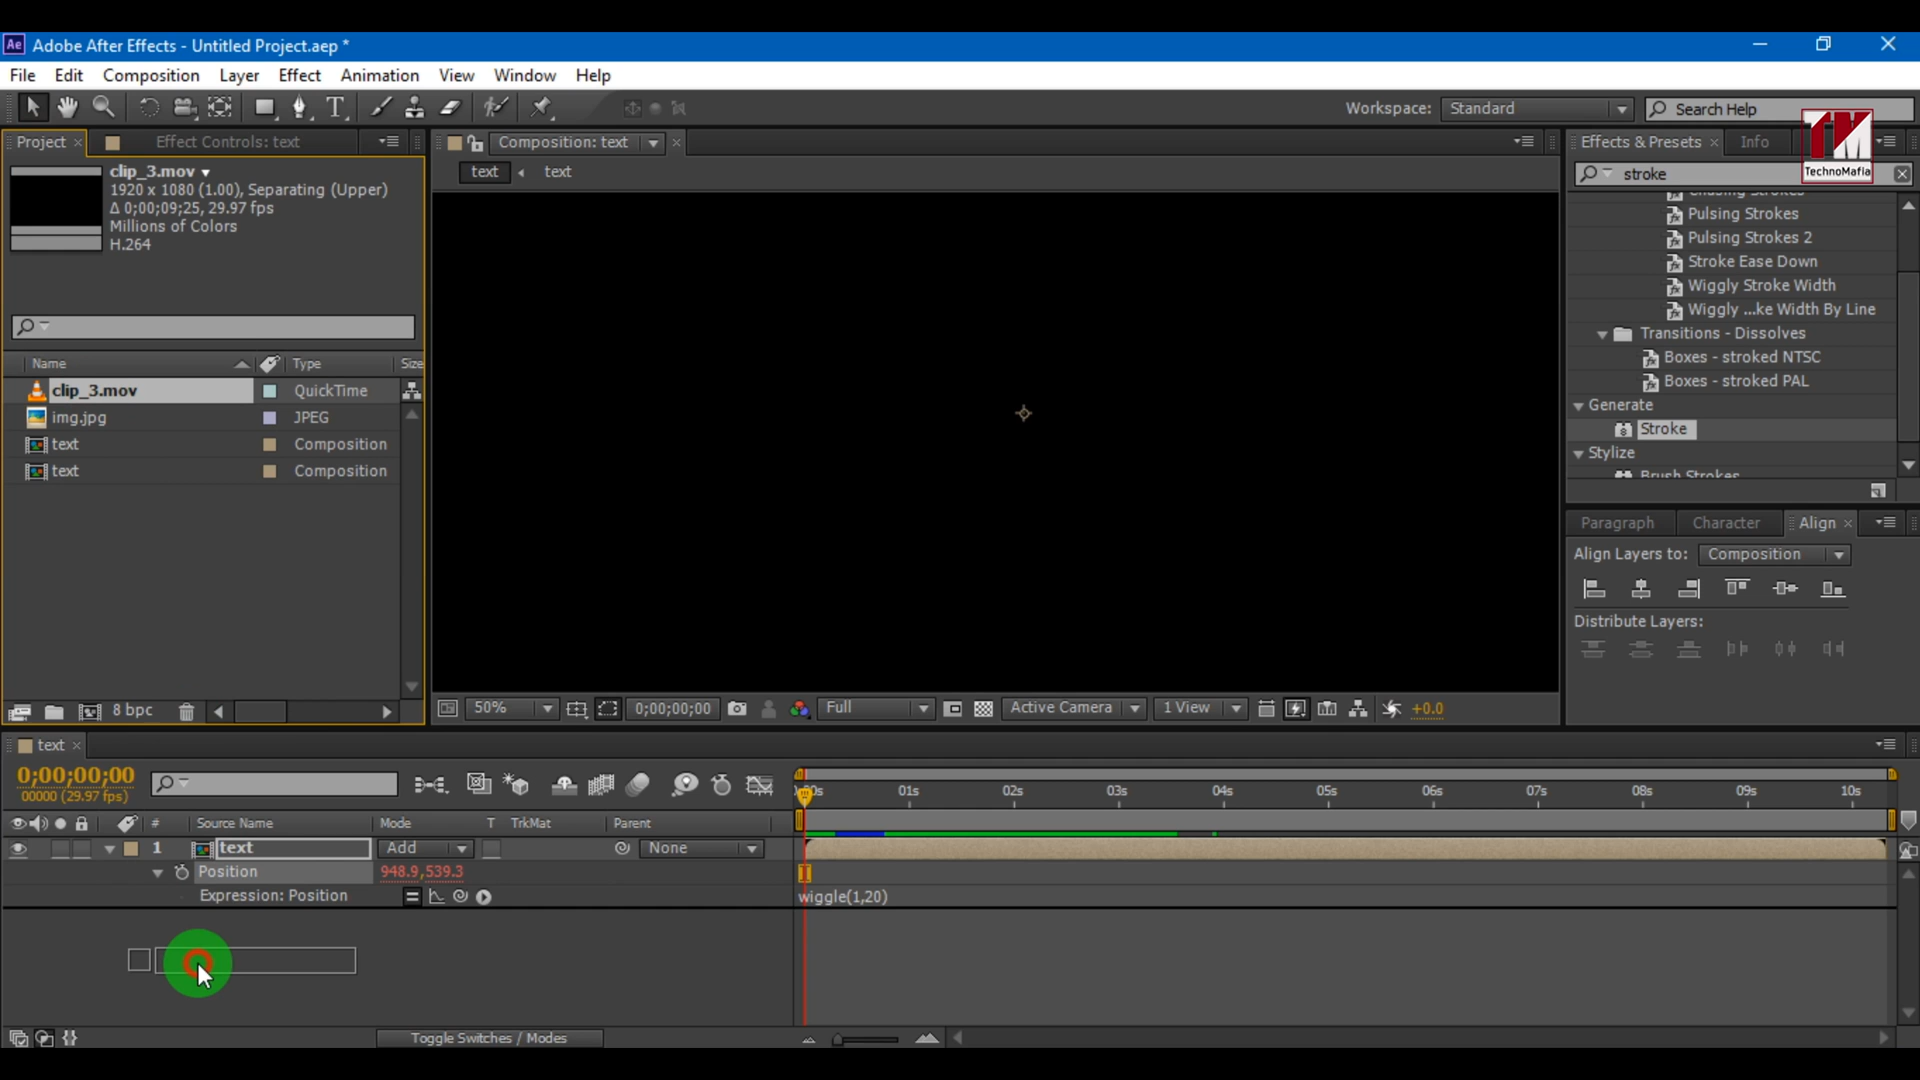 Ae Adobe After Effects - Untitled Project.aep *
File Edit Composition Layer Effect Animation View Window Help
T Workspace: Standard Search Help
TM
TechnoMafia
Project Effect Controls: text Composition: text Effects & Presets Info
text text
stroke
clip_3.mov
1920 x 1080 (1.00), Separating (Upper)
Δ 0;00;09;25, 29.97 fps
Millions of Colors
H.264
Pulsing Strokes
Pulsing Strokes 2
Stroke Ease Down
Wiggly Stroke Width
Wiggly ...ke Width By Line
Transitions - Dissolves
Boxes - stroked NTSC
Boxes - stroked PAL
Generate
Stroke
Stylize
Brush Strokes
Name Type Size
clip_3.mov QuickTime
img.jpg JPEG
text Composition
text Composition
Paragraph Character Align
Align Layers to: Composition
Distribute Layers:
8 bpc
50% 0;00;00;00 Full Active Camera 1 View +0.0
text
0;00;00;00
00000 (29.97 fps)
01s 02s 03s 04s 05s 06s 07s 08s 09s 10s
# Source Name Mode T TrkMat Parent
1 text Add None
Position 948.9,539.3
Expression: Position wiggle(1,20)
Toggle Switches / Modes